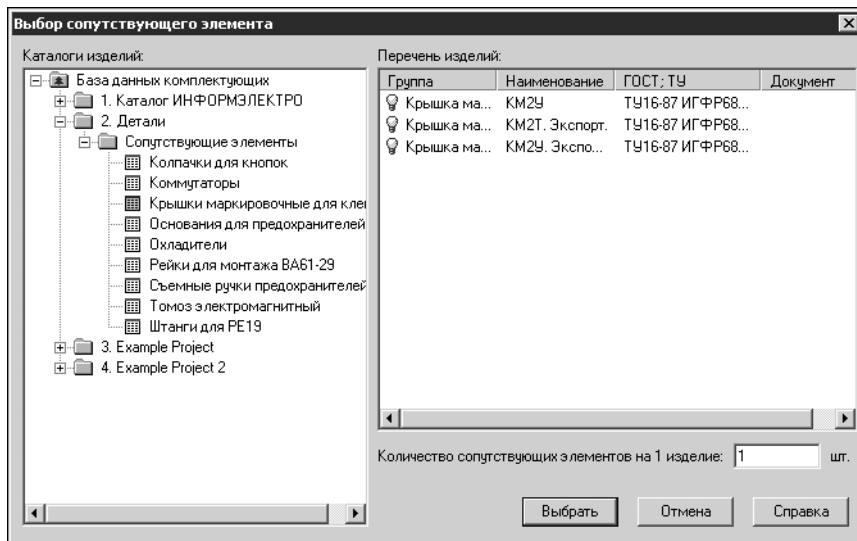 Выбор сопутствующего элемента
Каталоги изделий:
База данных комплектующих
1. Каталог ИНФОРМЭЛЕКТРО
2. Детали
Сопутствующие элементы
Колпачки для кнопок
Коммутаторы
Крышки маркировочные для кле
Основания для предохранителей
Охладители
Рейки для монтажа ВА61-29
Съемные ручки предохранителей
Томоз электромагнитный
Штанги для РЕ19
3. Example Project
4. Example Project 2
Перечень изделий:
Группа Наименование ГОСТ; ТУ Документ
Крышка ма... КМ2У ТУ16-87 ИГФР68...
Крышка ма... КМ2Т. Экспорт. ТУ16-87 ИГФР68...
Крышка ма... КМ2У. Экспо... ТУ16-87 ИГФР68...
Количество сопутствующих элементов на 1 изделие: 1 шт.
Выбрать Отмена Справка